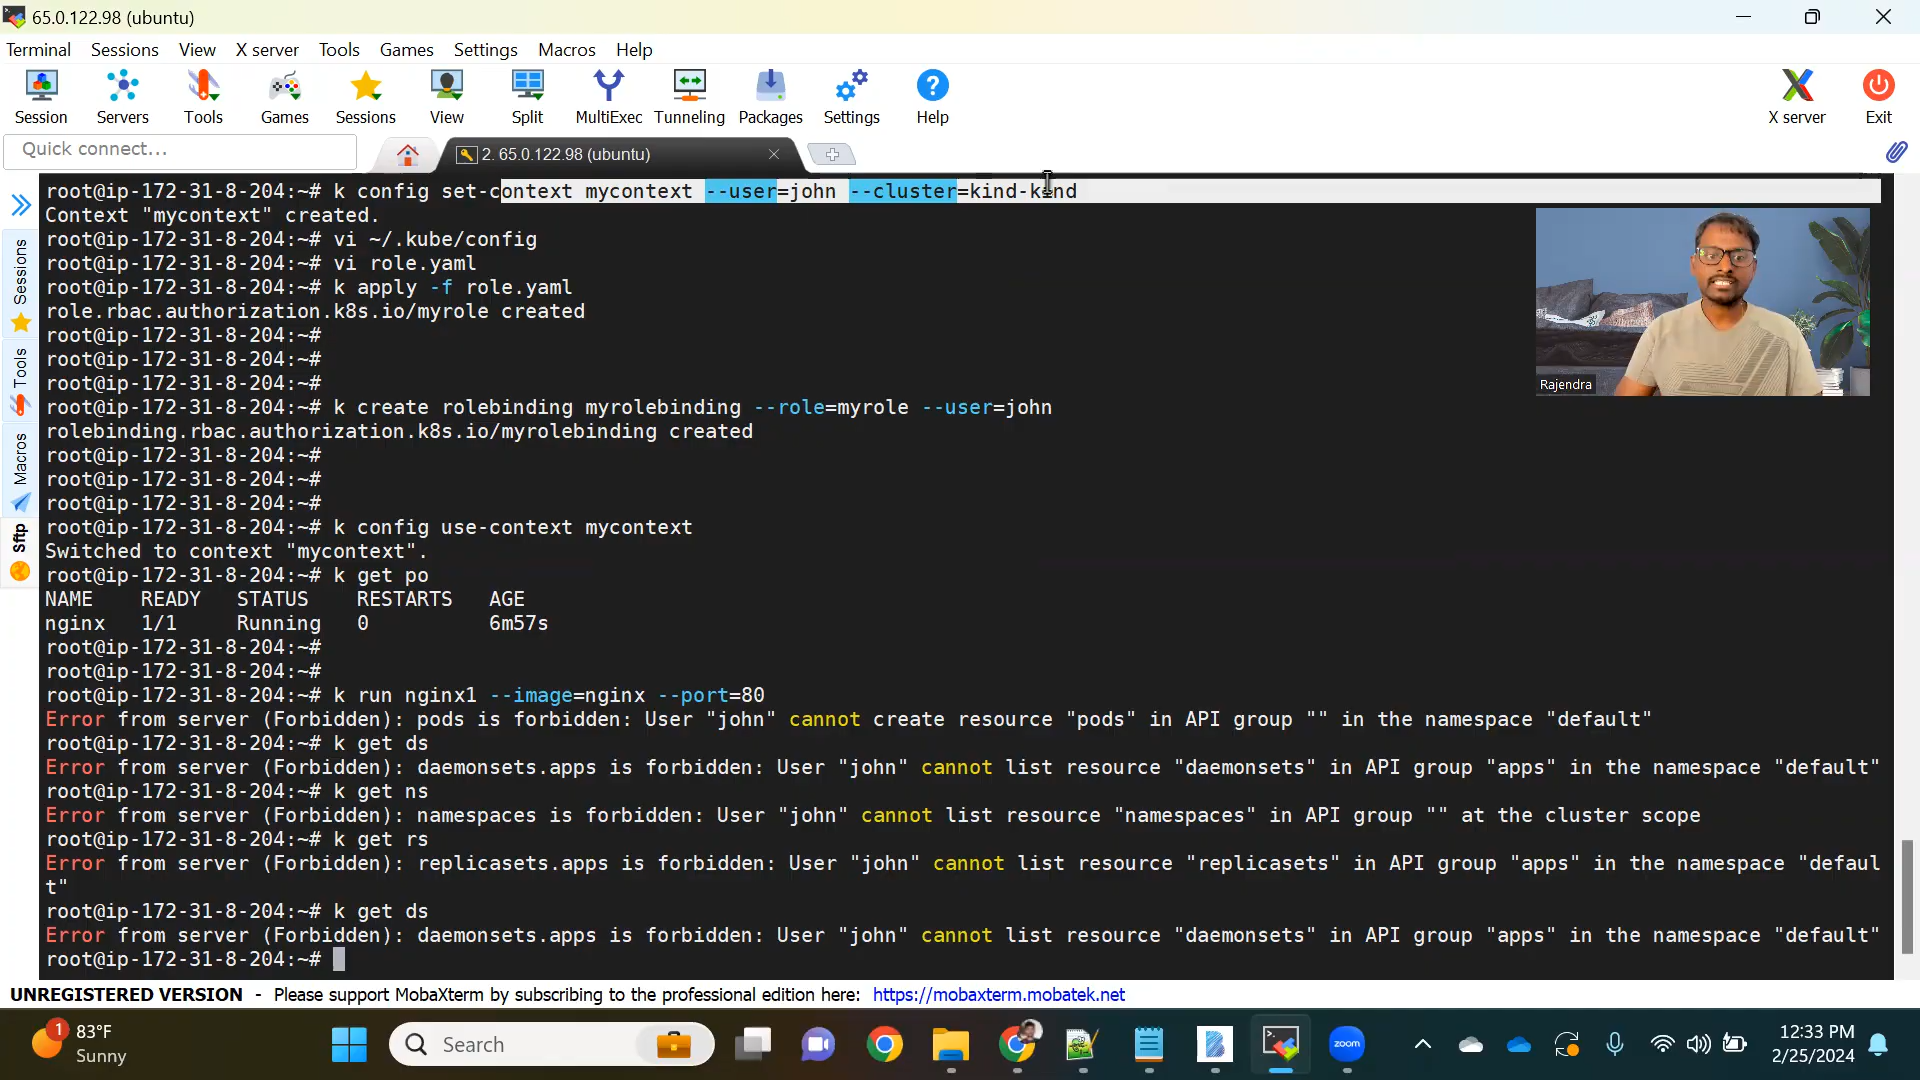 65.0.122.98 (ubuntu)
Terminal Sessions View X server Tools Games Settings Macros Help
Session Servers Tools Games Sessions View Split MultiExec Tunneling Packages Settings Help X server Exit
Quick connect...
2. 65.0.122.98 (ubuntu)
Sessions
Tools
Macros
Sftp
root@ip-172-31-8-204:~# k config set-context mycontext --user=john --cluster=kind-kind
Context "mycontext" created.
root@ip-172-31-8-204:~# vi ~/.kube/config
root@ip-172-31-8-204:~# vi role.yaml
root@ip-172-31-8-204:~# k apply -f role.yaml
role.rbac.authorization.k8s.io/myrole created
root@ip-172-31-8-204:~#
root@ip-172-31-8-204:~#
root@ip-172-31-8-204:~#
Rajendra
root@ip-172-31-8-204:~# k create rolebinding myrolebinding --role=myrole --user=john
rolebinding.rbac.authorization.k8s.io/myrolebinding created
root@ip-172-31-8-204:~#
root@ip-172-31-8-204:~#
root@ip-172-31-8-204:~#
root@ip-172-31-8-204:~# k config use-context mycontext
Switched to context "mycontext".
root@ip-172-31-8-204:~# k get po
NAME READY STATUS RESTARTS AGE
nginx 1/1 Running 0 6m57s
root@ip-172-31-8-204:~#
root@ip-172-31-8-204:~#
root@ip-172-31-8-204:~# k run nginx1 --image=nginx --port=80
Error from server (Forbidden): pods is forbidden: User "john" cannot create resource "pods" in API group "" in the namespace "default"
root@ip-172-31-8-204:~# k get ds
Error from server (Forbidden): daemonsets.apps is forbidden: User "john" cannot list resource "daemonsets" in API group "apps" in the namespace "default"
root@ip-172-31-8-204:~# k get ns
Error from server (Forbidden): namespaces is forbidden: User "john" cannot list resource "namespaces" in API group "" at the cluster scope
root@ip-172-31-8-204:~# k get rs
Error from server (Forbidden): replicasets.apps is forbidden: User "john" cannot list resource "replicasets" in API group "apps" in the namespace "defaul
t"
root@ip-172-31-8-204:~# k get ds
Error from server (Forbidden): daemonsets.apps is forbidden: User "john" cannot list resource "daemonsets" in API group "apps" in the namespace "default"
root@ip-172-31-8-204:~#
UNREGISTERED VERSION - Please support MobaXterm by subscribing to the professional edition here: https://mobaxterm.mobatek.net
1
83°F
Sunny
Search
zoom
12:33 PM
2/25/2024